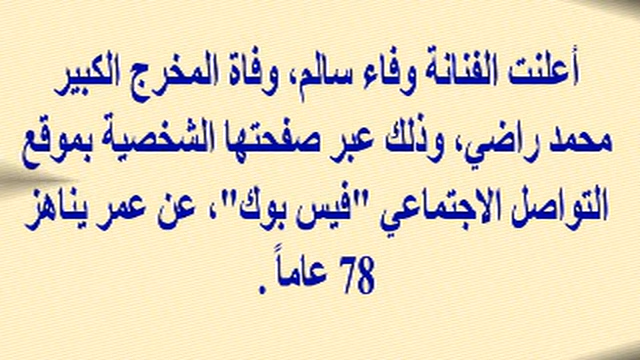 أعلنت الفنانة وفاء سالم، وفاة المخرج الكبير
محمد راضي، وذلك عبر صفحتها الشخصية بموقع
التواصل الاجتماعي "فيس بوك"، عن عمر يناهز
78 عاماً .